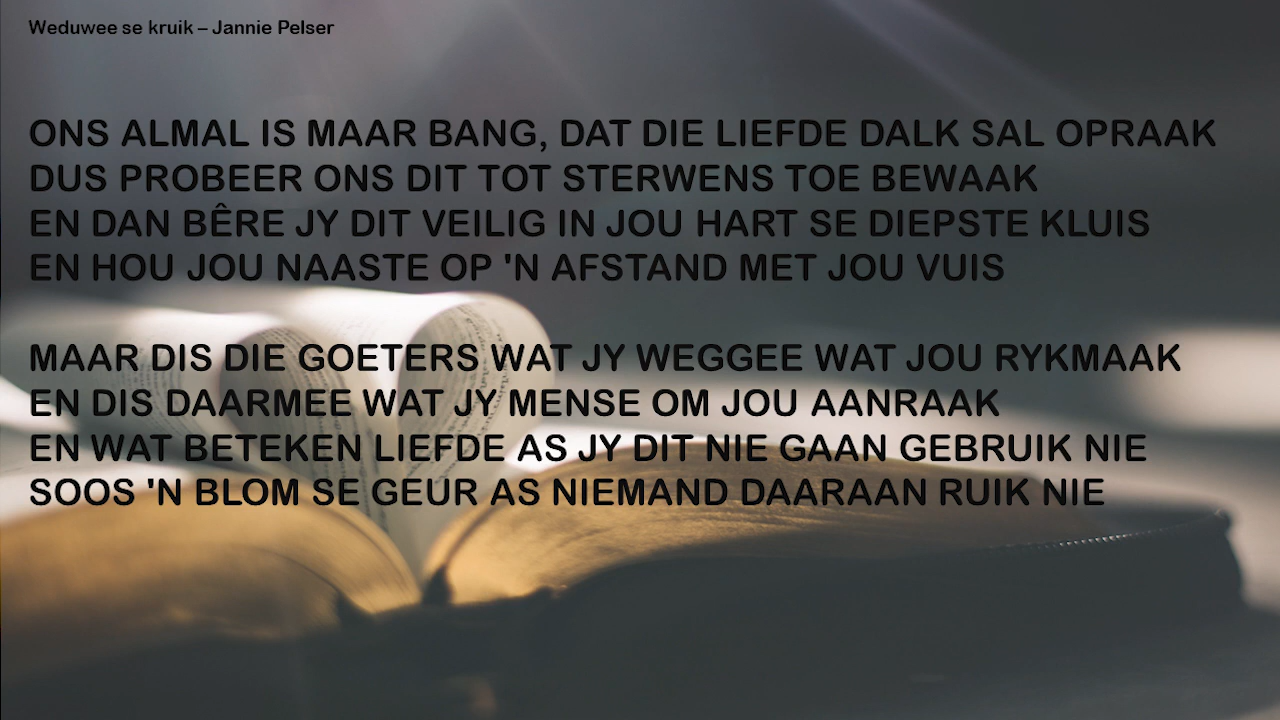 Weduwee se kruik – Jannie Pelser
ONS ALMAL IS MAAR BANG, DAT DIE LIEFDE DALK SAL OPRAAK
DUS PROBEER ONS DIT TOT STERWENS TOE BEWAAK
EN DAN BÊRE JY DIT VEILIG IN JOU HART SE DIEPSTE KLUIS
EN HOU JOU NAASTE OP 'N AFSTAND MET JOU VUIS
MAAR DIS DIE GOETERS WAT JY WEGGEE WAT JOU RYKMAAK
EN DIS DAARMEE WAT JY MENSE OM JOU AANRAAK
EN WAT BETEKEN LIEFDE AS JY DIT NIE GAAN GEBRUIK NIE
SOOS 'N BLOM SE GEUR AS NIEMAND DAARAAN RUIK NIE